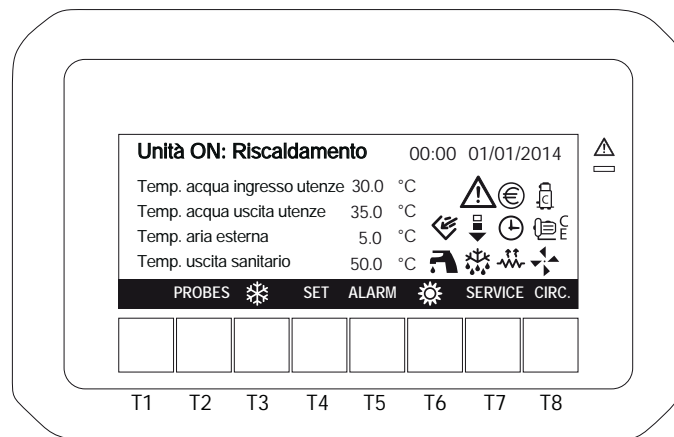 Unità ON: Riscaldamento 00:00 01/01/2014
Temp. acqua ingresso utenze 30.0 °C
Temp. acqua uscita utenze 35.0 °C
Temp. aria esterna 5.0 °C
Temp. uscita sanitario 50.0 °C
€ C
C
E
PROBES SET ALARM SERVICE CIRC.
T1 T2 T3 T4 T5 T6 T7 T8